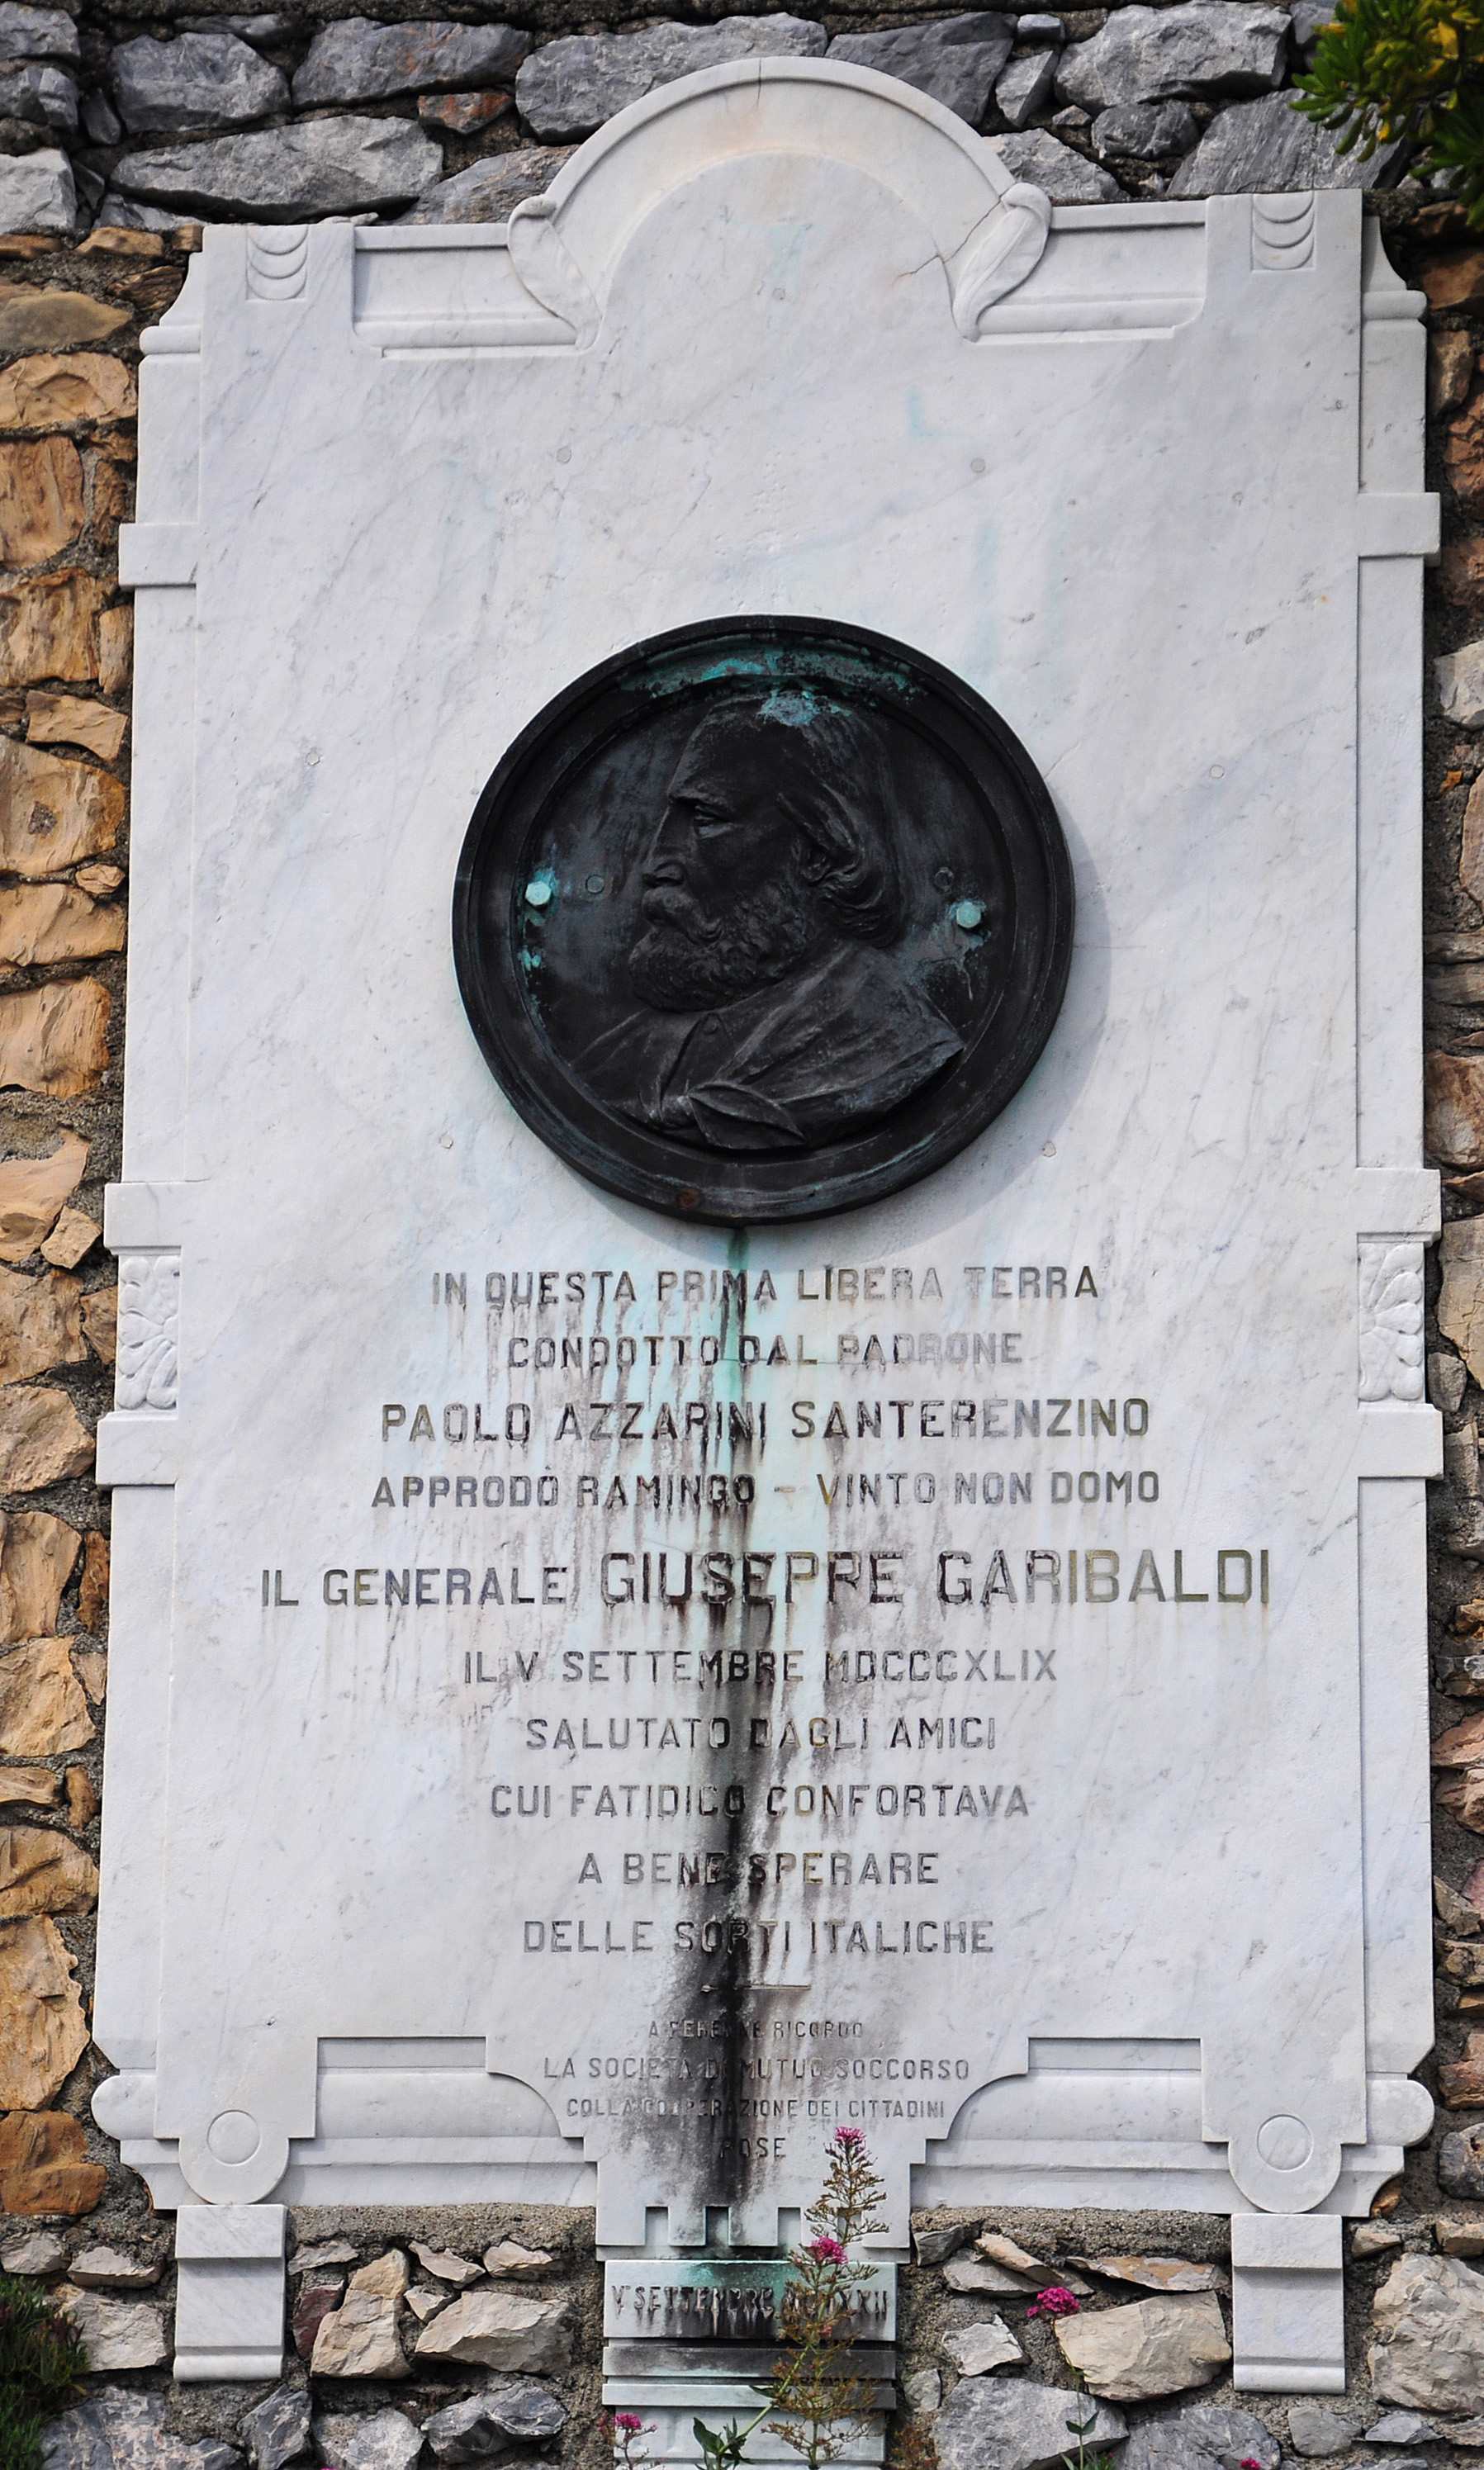 IN QUESTA PRIMA LIBERA TERRA
CONDOTTO DAL PADRONE
PAOLO AZZARINI SANTERENZINO
APPRODÒ RAMINGO – VINTO NON DOMO
IL GENERALE GIUSEPPE GARIBALDI
IL V SETTEMBRE MDCCCXLIX
SALUTATO DAGLI AMICI
CUI FATIDICO CONFORTAVA
A BENE SPERARE
DELLE SORTI ITALICHE
A PERENNE RICORDO
LA SOCIETÀ DI MUTUO SOCCORSO
COLLA COOPERAZIONE DEI CITTADINI
POSE
SETTEMBRE